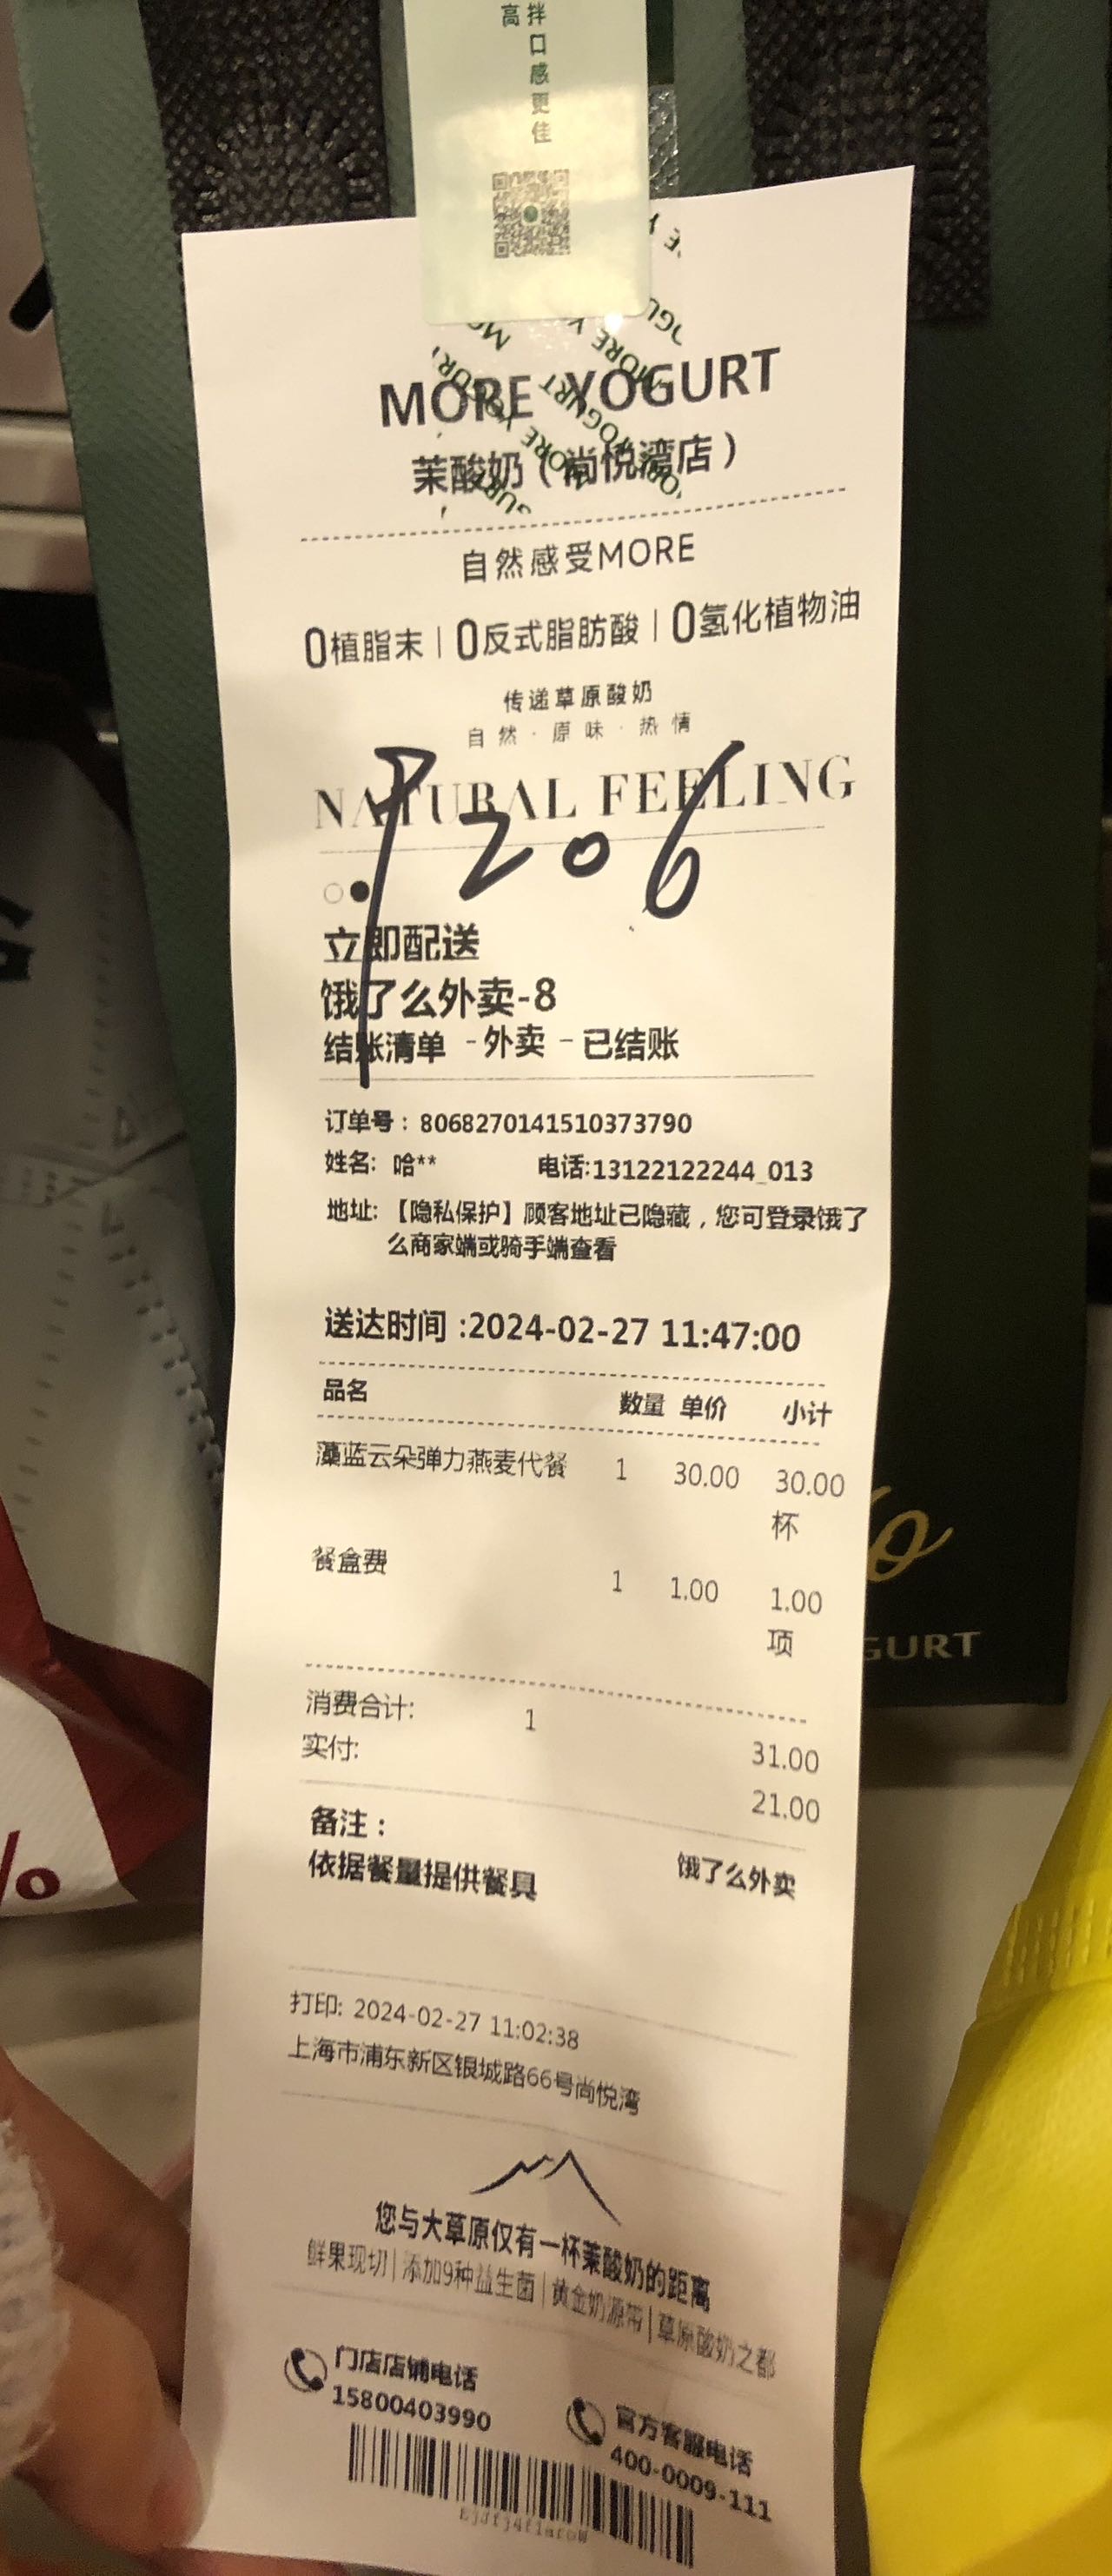 高
拌口感更佳
MORE YOGURT
茉酸奶（尚悦湾店）
自然感受MORE
0植脂末 | 0反式脂肪酸 | 0氢化植物油
传递草原酸奶
自然·原味·热情
NATURAL FEELING
P206
立即配送
饿了么外卖-8
结账清单 -外卖 -已结账
订单号：8068270141510373790
姓名: 哈** 电话:13122122244_013
地址:【隐私保护】顾客地址已隐藏，您可登录饿了
么商家端或骑手端查看
送达时间:2024-02-27 11:47:00
品名 数量 单价 小计
藻蓝云朵弹力燕麦代餐 1 30.00 30.00
杯
餐盒费 1 1.00 1.00
项
消费合计: 1 31.00
实付: 21.00
备注：
饿了么外卖
依据餐量提供餐具
打印: 2024-02-27 11:02:38
上海市浦东新区银城路66号尚悦湾
您与大草原仅有一杯茉酸奶的距离
鲜果现切|添加9种益生菌|黄金奶源带|草原酸奶之都
门店店铺电话
15800403990
官方客服电话
400-0009-111
GURT
%